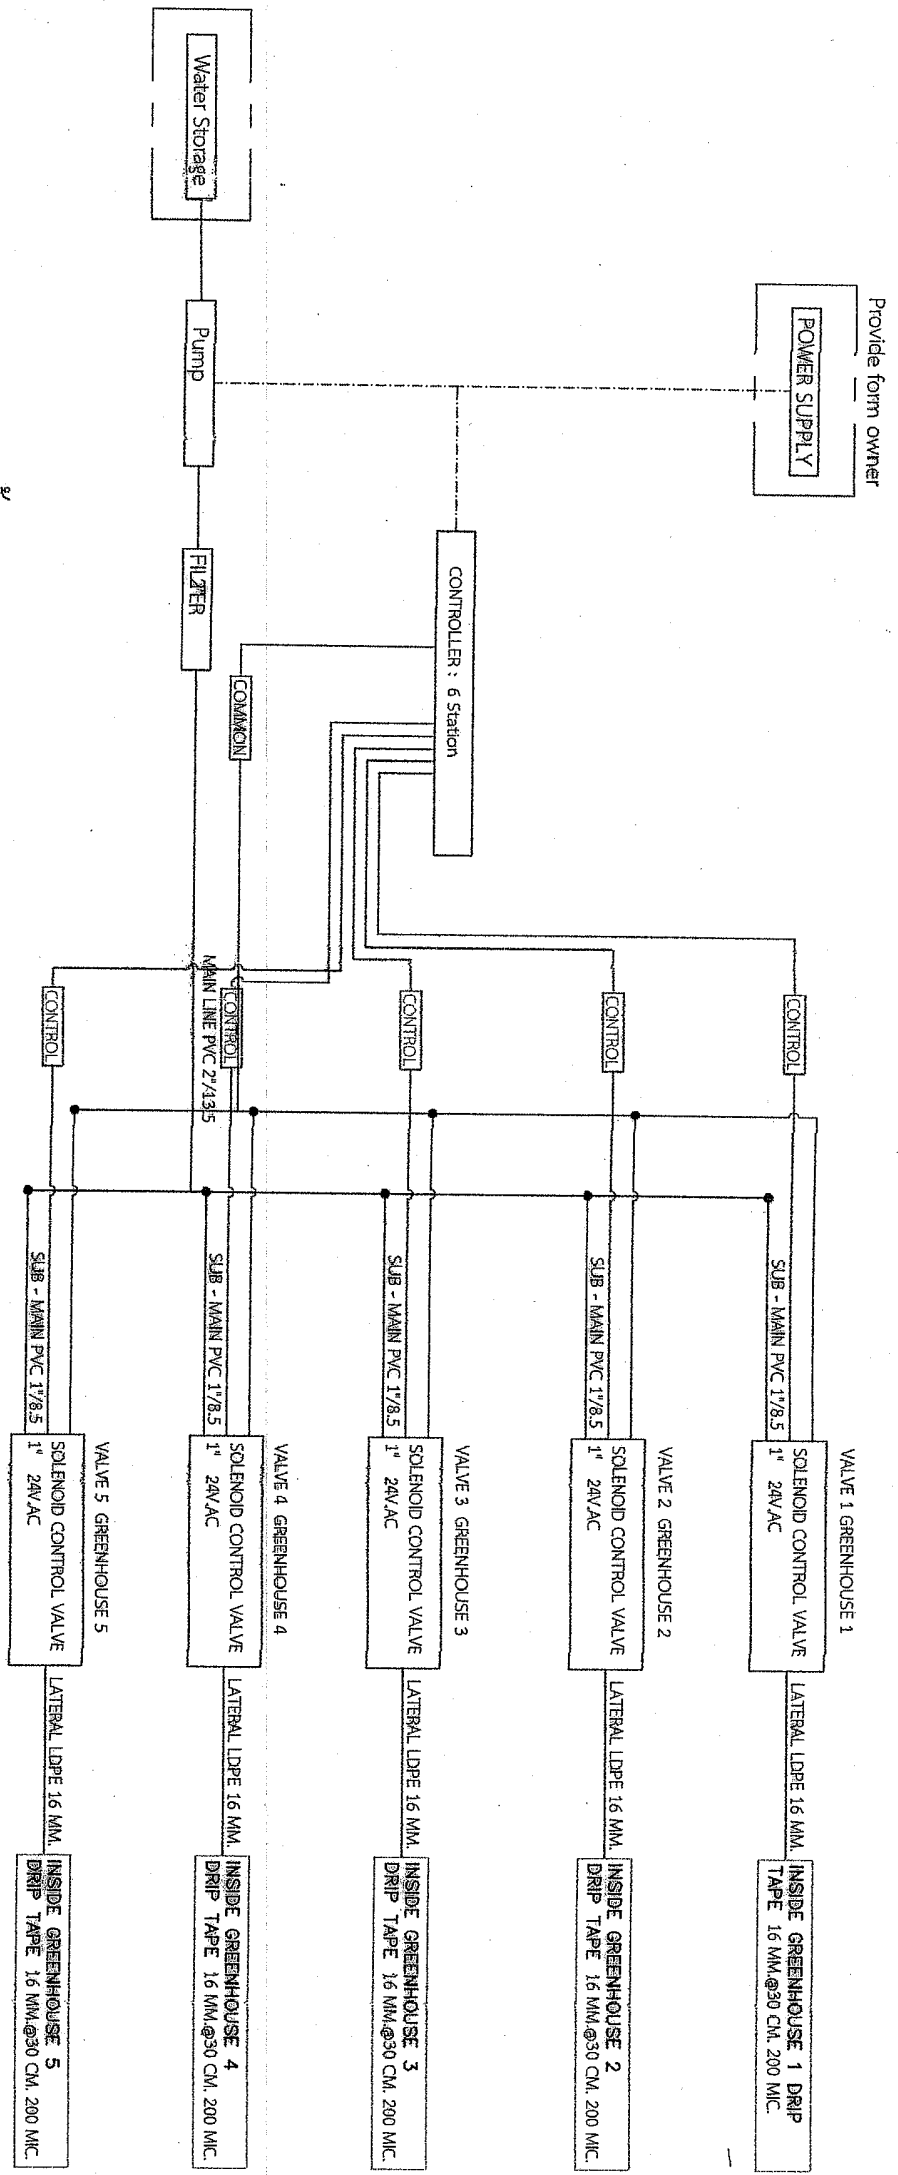 Provide form owner
POWER SUPPLY
Water Storage
Pump
FILTER
CONTROLLER : 6 Station
COMMON
CONTROL
CONTROL
CONTROL
CONTROL
CONTROL
MAIN LINE PVC 2"/13.5
VALVE 1 GREENHOUSE 1
SUB - MAIN PVC 1"/8.5
SOLENOID CONTROL VALVE
1" 24V.AC
LATERAL LDPE 16 MM.
INSIDE GREENHOUSE 1 DRIP
TAPE 16 MM.@30 CM. 200 MIC.
VALVE 2 GREENHOUSE 2
SUB - MAIN PVC 1"/8.5
SOLENOID CONTROL VALVE
1" 24V.AC
LATERAL LDPE 16 MM.
INSIDE GREENHOUSE 2
DRIP TAPE 16 MM.@30 CM. 200 MIC.
VALVE 3 GREENHOUSE 3
SUB - MAIN PVC 1"/8.5
SOLENOID CONTROL VALVE
1" 24V.AC
LATERAL LDPE 16 MM.
INSIDE GREENHOUSE 3
DRIP TAPE 16 MM.@30 CM. 200 MIC.
VALVE 4 GREENHOUSE 4
SUB - MAIN PVC 1"/8.5
SOLENOID CONTROL VALVE
1" 24V.AC
LATERAL LDPE 16 MM.
INSIDE GREENHOUSE 4
DRIP TAPE 16 MM.@30 CM. 200 MIC.
VALVE 5 GREENHOUSE 5
SUB - MAIN PVC 1"/8.5
SOLENOID CONTROL VALVE
1" 24V.AC
LATERAL LDPE 16 MM.
INSIDE GREENHOUSE 5
DRIP TAPE 16 MM.@30 CM. 200 MIC.